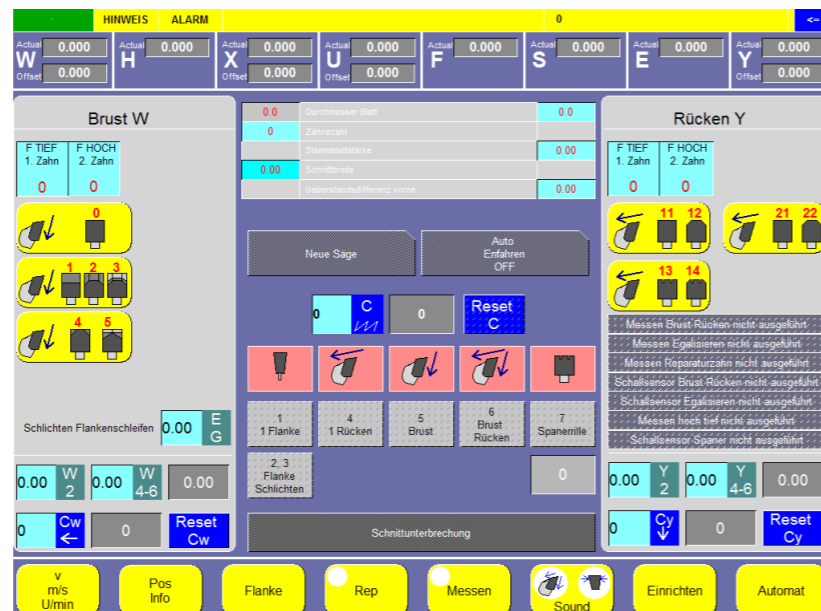 HINWEIS ALARM 0 <=
Actual 0.000 Actual 0.000 Actual 0.000 Actual 0.000 Actual 0.000 Actual 0.000 Actual 0.000 Actual 0.000
W H X U F S E Y
Offset 0.000 Offset 0.000 Offset 0.000 Offset 0.000
Brust W
F TIEF F HOCH
1. Zahn 2. Zahn
0 0
0
1 2 3
4 5
Schlichten Flankenschleifen 0.00 E G
0.00 W 2 0.00 W 4-6 0.00
0 Cw ← 0 Reset Cw
0.0 Durchmesser Blatt 0.0
0 Zähnezahl
Stammblattstärke 0.00
0.00 Schnittbreite
Ueberstandsdifferenz vorne 0.00
Neue Sage
Auto
Enfahren
OFF
0 C 0 Reset C
1
1 Flanke
4
1 Rücken
5
Brust
6
Brust
Rücken
7
Spanerrille
2, 3
Flanke
Schlichten
0
Schnittunterbrechung
Rücken Y
F TIEF F HOCH
1. Zahn 2. Zahn
0 0
11 12 21 22
13 14
Messen Brust Rücken nicht ausgeführt
Messen Egalisieren nicht ausgeführt
Messen Reparaturzahn nicht ausgeführt
Schallsensor Brust Rücken nicht ausgeführt
Schallsensor Egalisieren nicht ausgeführt
Messen hoch tief nicht ausgeführt
Schallsensor Spaner nicht ausgeführt
0.00 Y 2 0.00 Y 4-6 0.00
0 Cy ↓ 0 Reset Cy
v
m/s
U/min
Pos
Info
Flanke
Rep
Messen
Sound
Einrichten
Automat